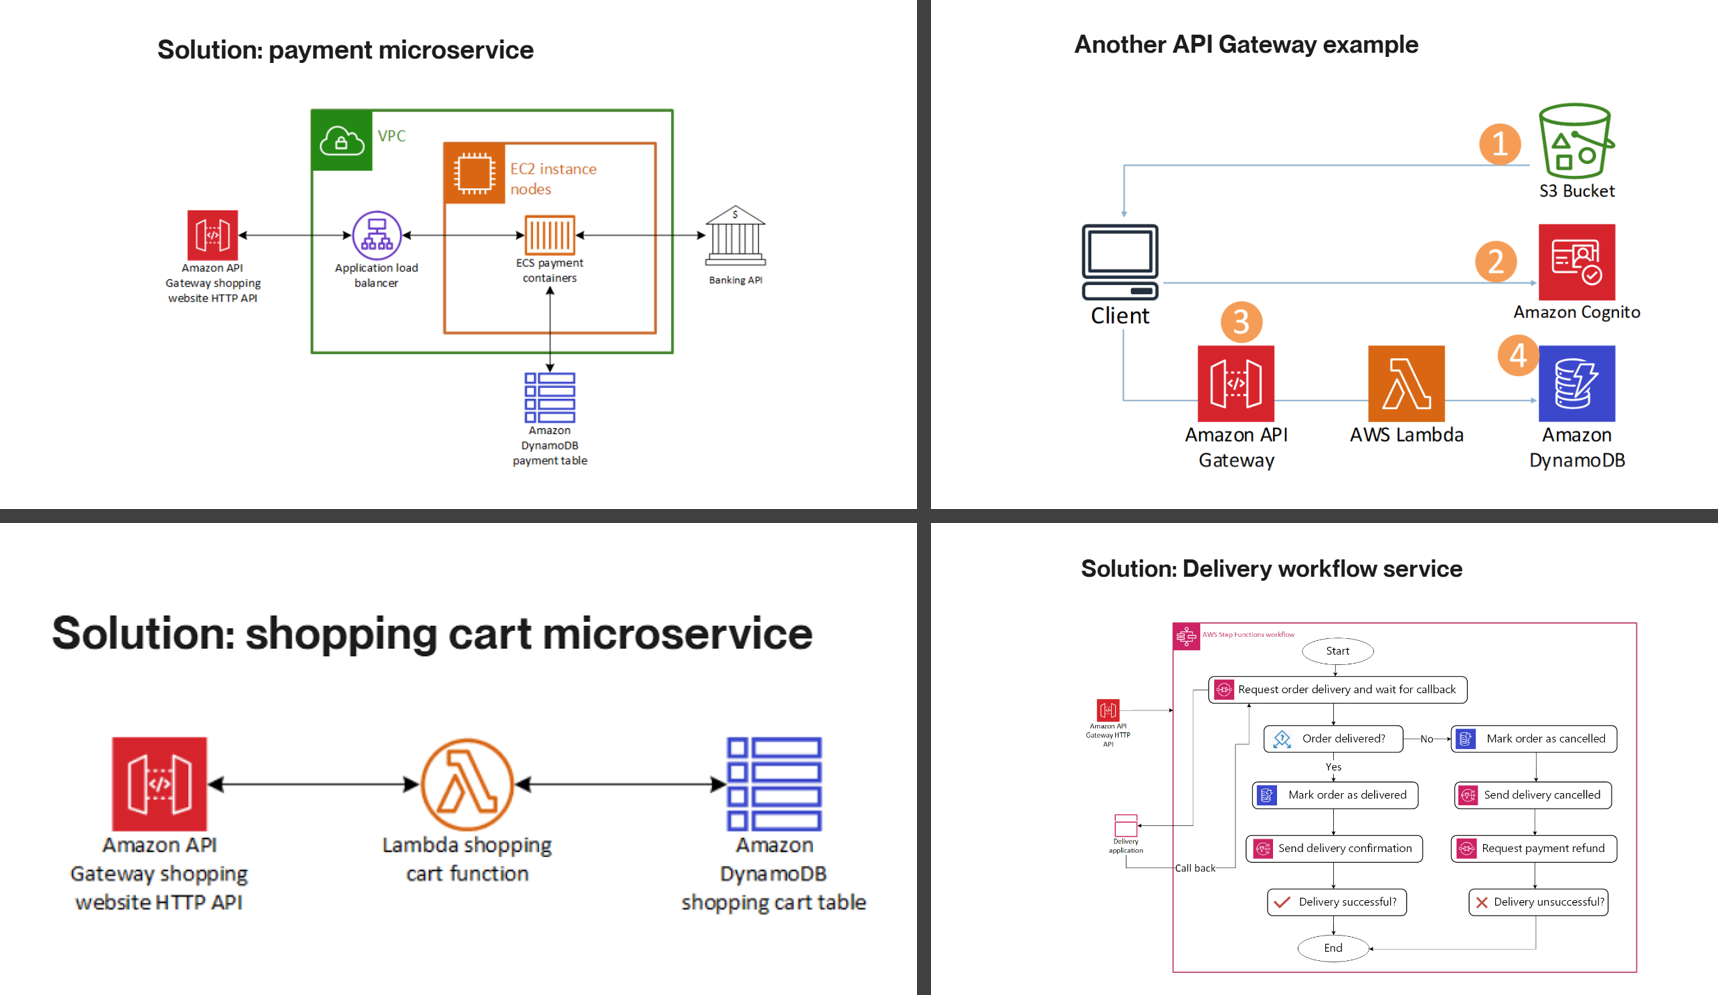 Solution: payment microservice
VPC
EC2 instance
nodes
Amazon API
Gateway shopping
website HTTP API
Application load
balancer
ECS payment
containers
$
Banking API
Amazon
DynamoDB
payment table
Another API Gateway example
1
S3 Bucket
2
Amazon Cognito
Client
3
4
Amazon API
Gateway
AWS Lambda
Amazon
DynamoDB
Solution: shopping cart microservice
Amazon API
Gateway shopping
website HTTP API
Lambda shopping
cart function
Amazon
DynamoDB
shopping cart table
Solution: Delivery workflow service
AWS Step Functions workflow
Start
Request order delivery and wait for callback
Amazon API
Gateway HTTP
API
Order delivered?
No
Mark order as cancelled
Yes
Mark order as delivered
Send delivery cancelled
Delivery
application
Send delivery confirmation
Request payment refund
Call back
Delivery successful?
Delivery unsuccessful?
End